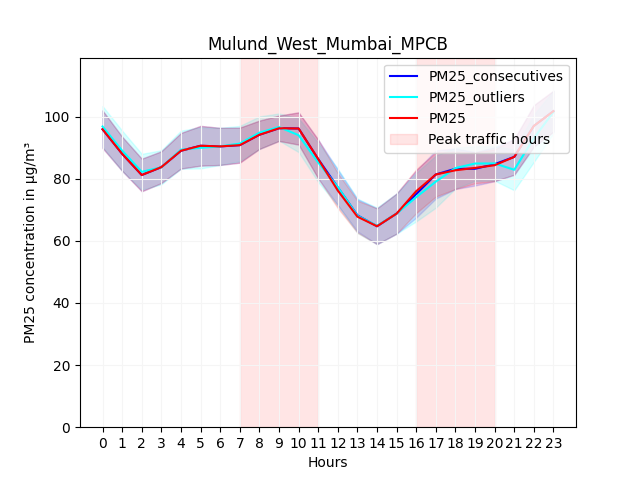 Mulund_West_Mumbai_MPCB
PM25_consecutives
PM25_outliers
PM25
Peak traffic hours
PM25 concentration in µg/m³
100
80
60
40
20
0
0 1 2 3 4 5 6 7 8 9 10 11 12 13 14 15 16 17 18 19 20 21 22 23
Hours